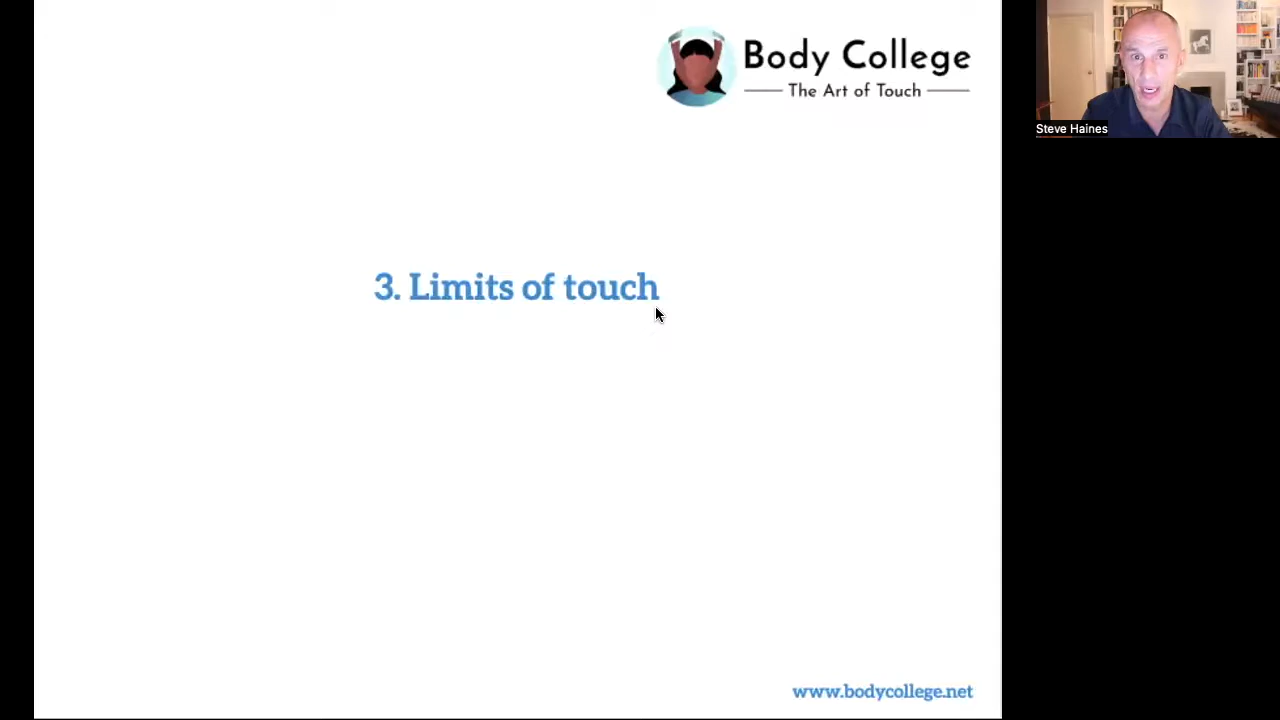 Body College
The Art of Touch
Steve Haines
3. Limits of touch
www.bodycollege.net